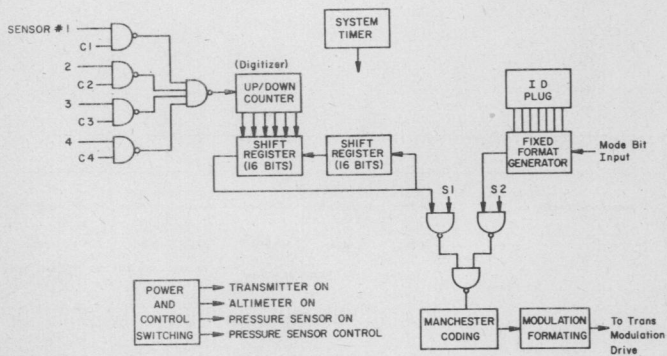 SENSOR #1
C1
2
C2
3
C3
4
C4
(Digitizer)
UP/DOWN
COUNTER
SYSTEM
TIMER
SHIFT
REGISTER
(16 BITS)
SHIFT
REGISTER
(16 BITS)
I D
PLUG
FIXED
FORMAT
GENERATOR
Mode Bit
Input
S1
S2
MANCHESTER
CODING
MODULATION
FORMATING
To Trans
Modulation
Drive
POWER
AND
CONTROL
SWITCHING
TRANSMITTER ON
ALTIMETER ON
PRESSURE SENSOR ON
PRESSURE SENSOR CONTROL